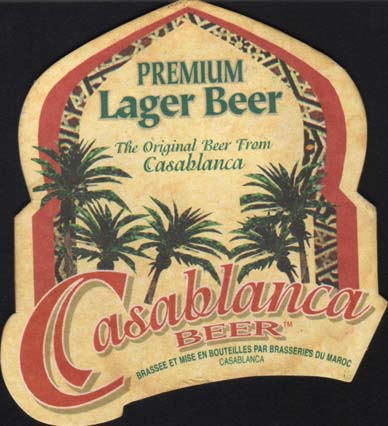 PREMIUM
Lager Beer
The Original Beer From
Casablanca
Casablanca
BEER™
BRASSEE ET MISE EN BOUTEILLES PAR BRASSERIES DU MAROC
CASABLANCA